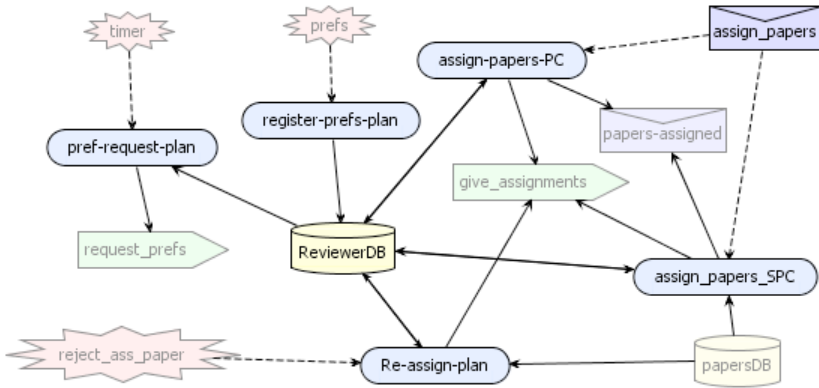 timer
prefs
assign_papers
assign-papers-PC
register-prefs-plan
papers-assigned
pref-request-plan
give_assignments
request_prefs
ReviewerDB
assign_papers_SPC
reject_ass_paper
Re-assign-plan
papersDB